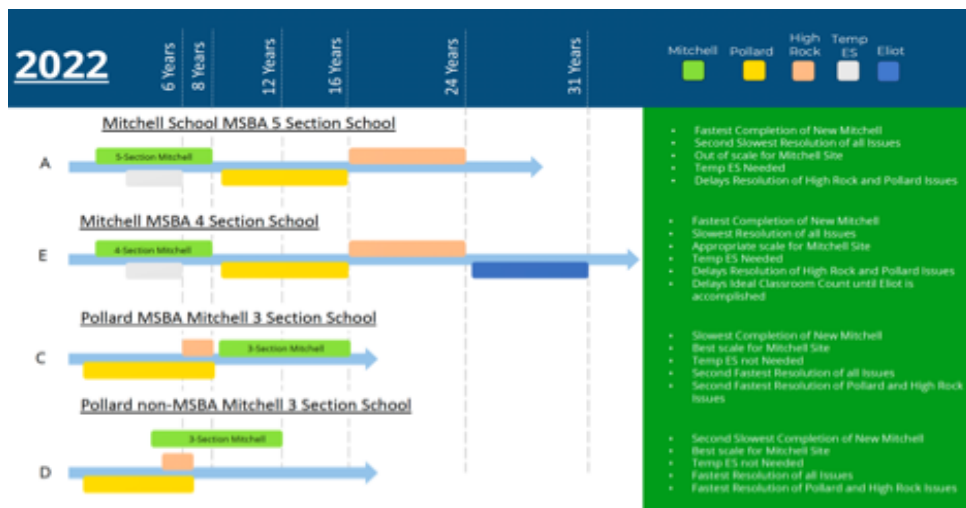 2022
6 Years
8 Years
12 Years
16 Years
24 Years
31 Years
Mitchell
Pollard
High
Rock
Temp
ES
Eliot
Mitchell School MSBA 5 Section School
A
5-Section Mitchell
• Fastest Completion of New Mitchell
• Second Slowest Resolution of all Issues
• Out of scale for Mitchell Site
• Temp ES Needed
• Delays Resolution of High Rock and Pollard Issues
Mitchell MSBA 4 Section School
E
4-Section Mitchell
• Fastest Completion of New Mitchell
• Slowest Resolution of all Issues
• Appropriate scale for Mitchell Site
• Temp ES Needed
• Delays Resolution of High Rock and Pollard Issues
• Delays Ideal Classroom Count until Eliot is
accomplished
Pollard MSBA Mitchell 3 Section School
C
3-Section Mitchell
• Slowest Completion of New Mitchell
• Best scale for Mitchell Site
• Temp ES not Needed
• Second Fastest Resolution of all Issues
• Second Fastest Resolution of Pollard and High Rock
Issues
Pollard non-MSBA Mitchell 3 Section School
D
3-Section Mitchell
• Second Slowest Completion of New Mitchell
• Best scale for Mitchell Site
• Temp ES not Needed
• Fastest Resolution of all Issues
• Fastest Resolution of Pollard and High Rock Issues